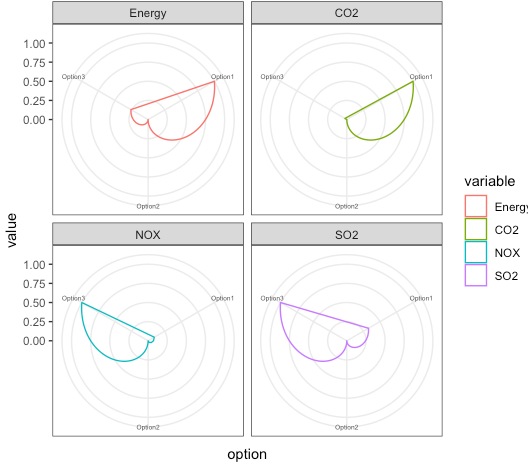 Energy
CO2
1.00
0.75
0.50
0.25
0.00
Option3
Option1
Option2
Option3
Option1
Option2
NOX
SO2
1.00
0.75
0.50
0.25
0.00
Option3
Option1
Option2
Option3
Option1
Option2
value
option
variable
Energy
CO2
NOX
SO2